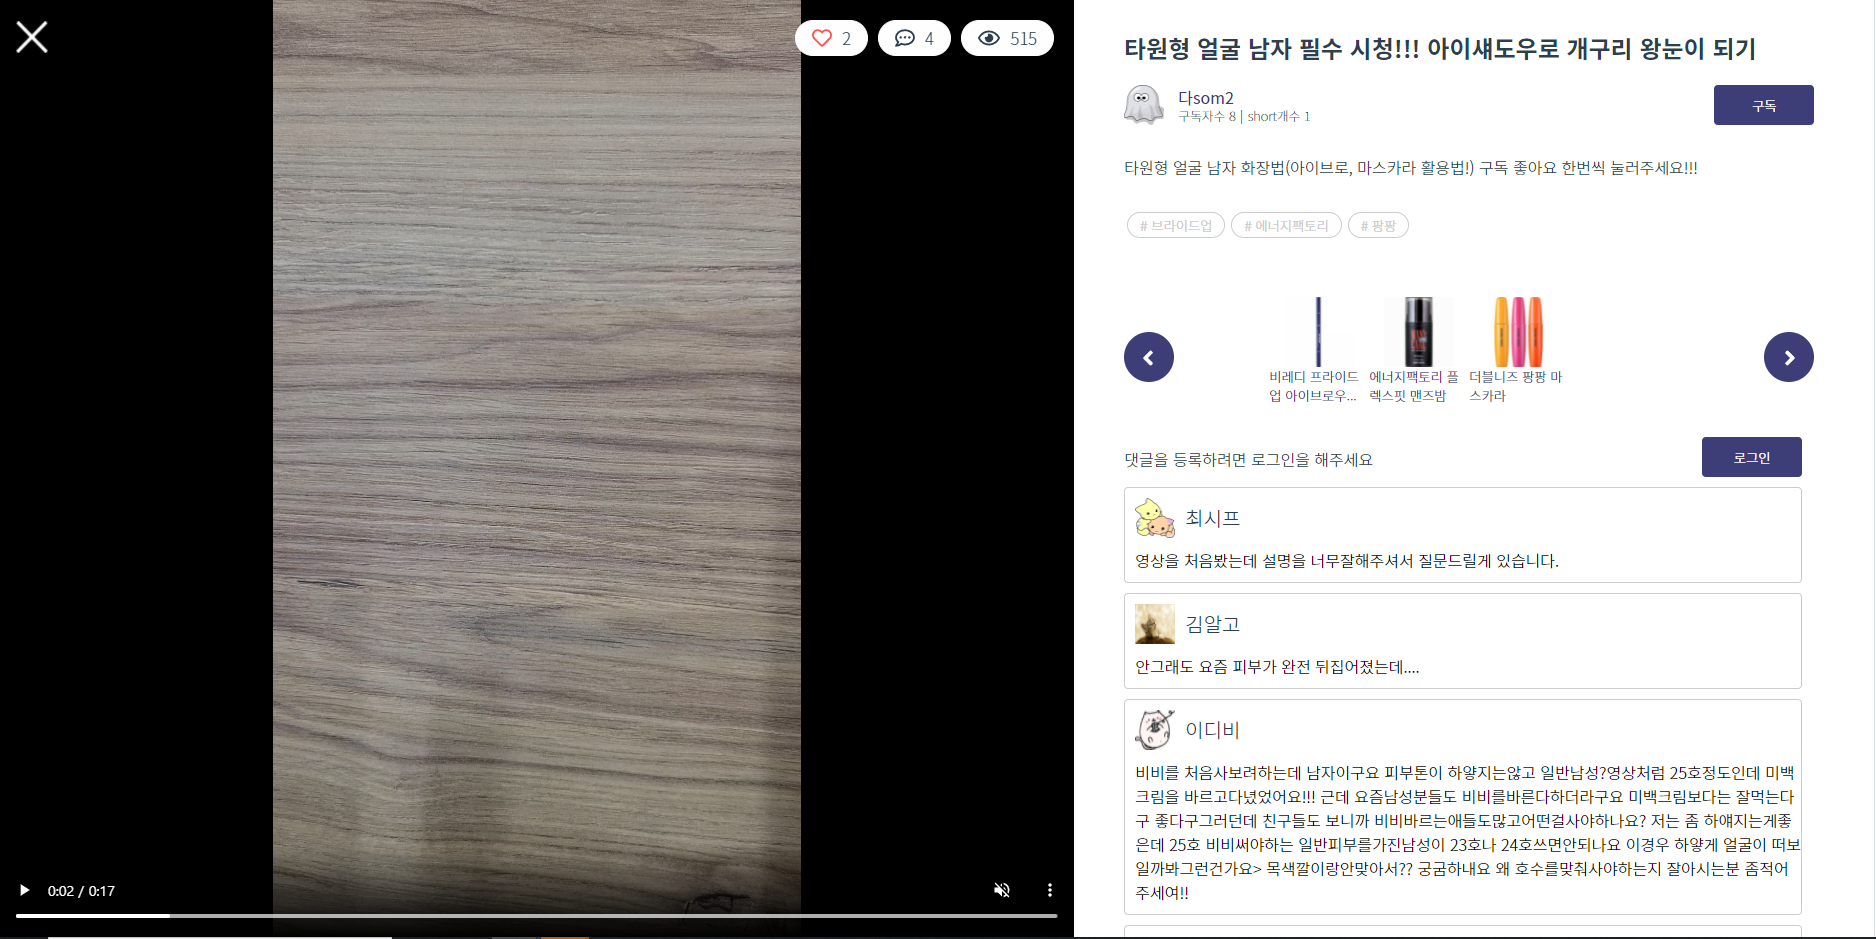 2
4
515
0:02 / 0:17
타원형 얼굴 남자 필수 시청!!! 아이섀도우로 개구리 왕눈이 되기
다som2
구독자수 8 | short개수 1
구독
타원형 얼굴 남자 화장법(아이브로, 마스카라 활용법!) 구독 좋아요 한번씩 눌러주세요!!!
# 브라이드업
# 에너지팩토리
# 팡팡
비레디 프라이드
업 아이브로우...
에너지팩토리 플
렉스핏 맨즈밤
더블니즈 팡팡 마
스카라
댓글을 등록하려면 로그인을 해주세요
로그인
최시프
영상을 처음봤는데 설명을 너무잘해주셔서 질문드릴게 있습니다.
김알고
안그래도 요즘 피부가 완전 뒤집어졌는데....
이디비
비비를 처음사보려하는데 남자이구요 피부톤이 하얗지는않고 일반남성?영상처럼 25호정도인데 미백
크림을 바르고다녔었어요!!! 근데 요즘남성분들도 비비를바른다하더라구요 미백크림보다는 잘먹는다
구 좋다구그러던데 친구들도 보니까 비비바르는애들도많고어떤걸사야하나요? 저는 좀 하얘지는게좋
은데 25호 비비써야하는 일반피부를가진남성이 23호나 24호쓰면안되나요 이경우 하얗게 얼굴이 떠보
일까봐그런건가요> 목색깔이랑안맞아서?? 궁굼하내요 왜 호수를맞춰사야하는지 잘아시는분 좀적어
주세여!!